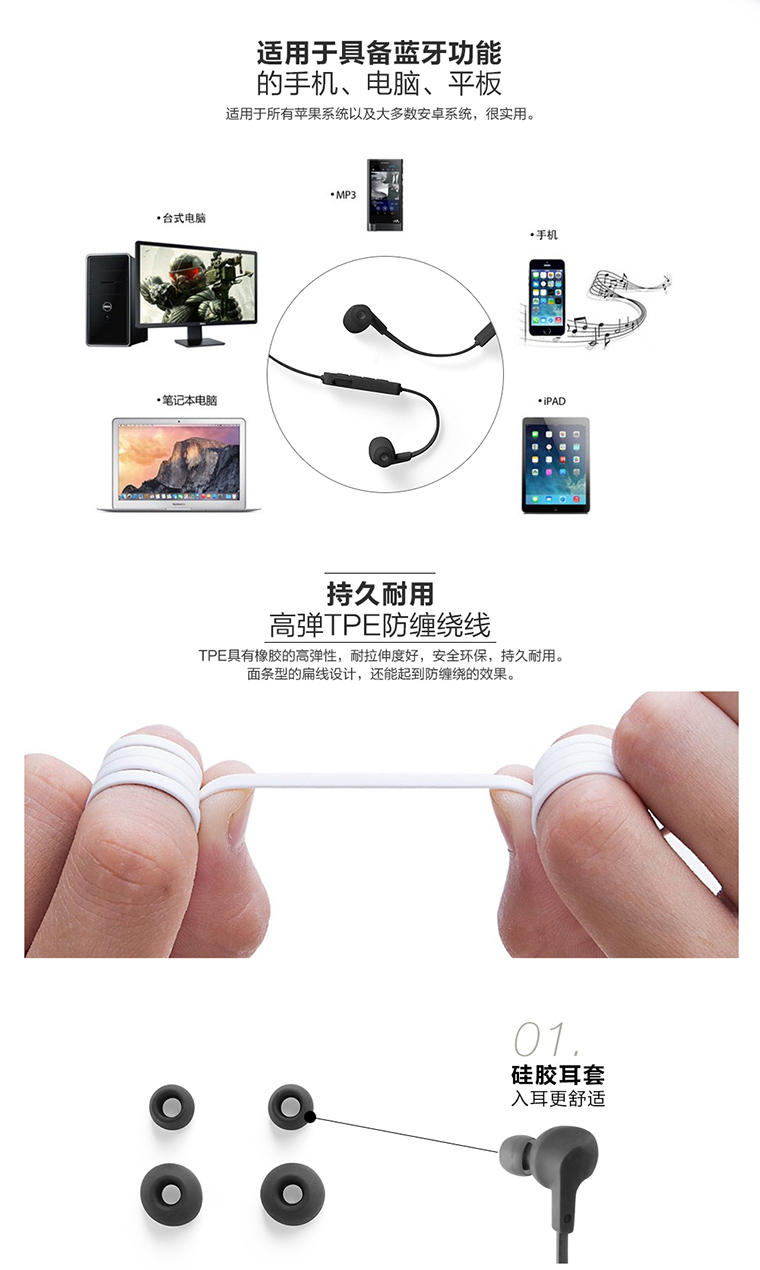 适用于具备蓝牙功能
的手机、电脑、平板
适用于所有苹果系统以及大多数安卓系统，很实用。
•MP3
•台式电脑
•手机
•笔记本电脑
•iPAD
持久耐用
高弹TPE防缠绕线
TPE具有橡胶的高弹性，耐拉伸度好，安全环保，持久耐用。
面条型的扁线设计，还能起到防缠绕的效果。
01.
硅胶耳套
入耳更舒适